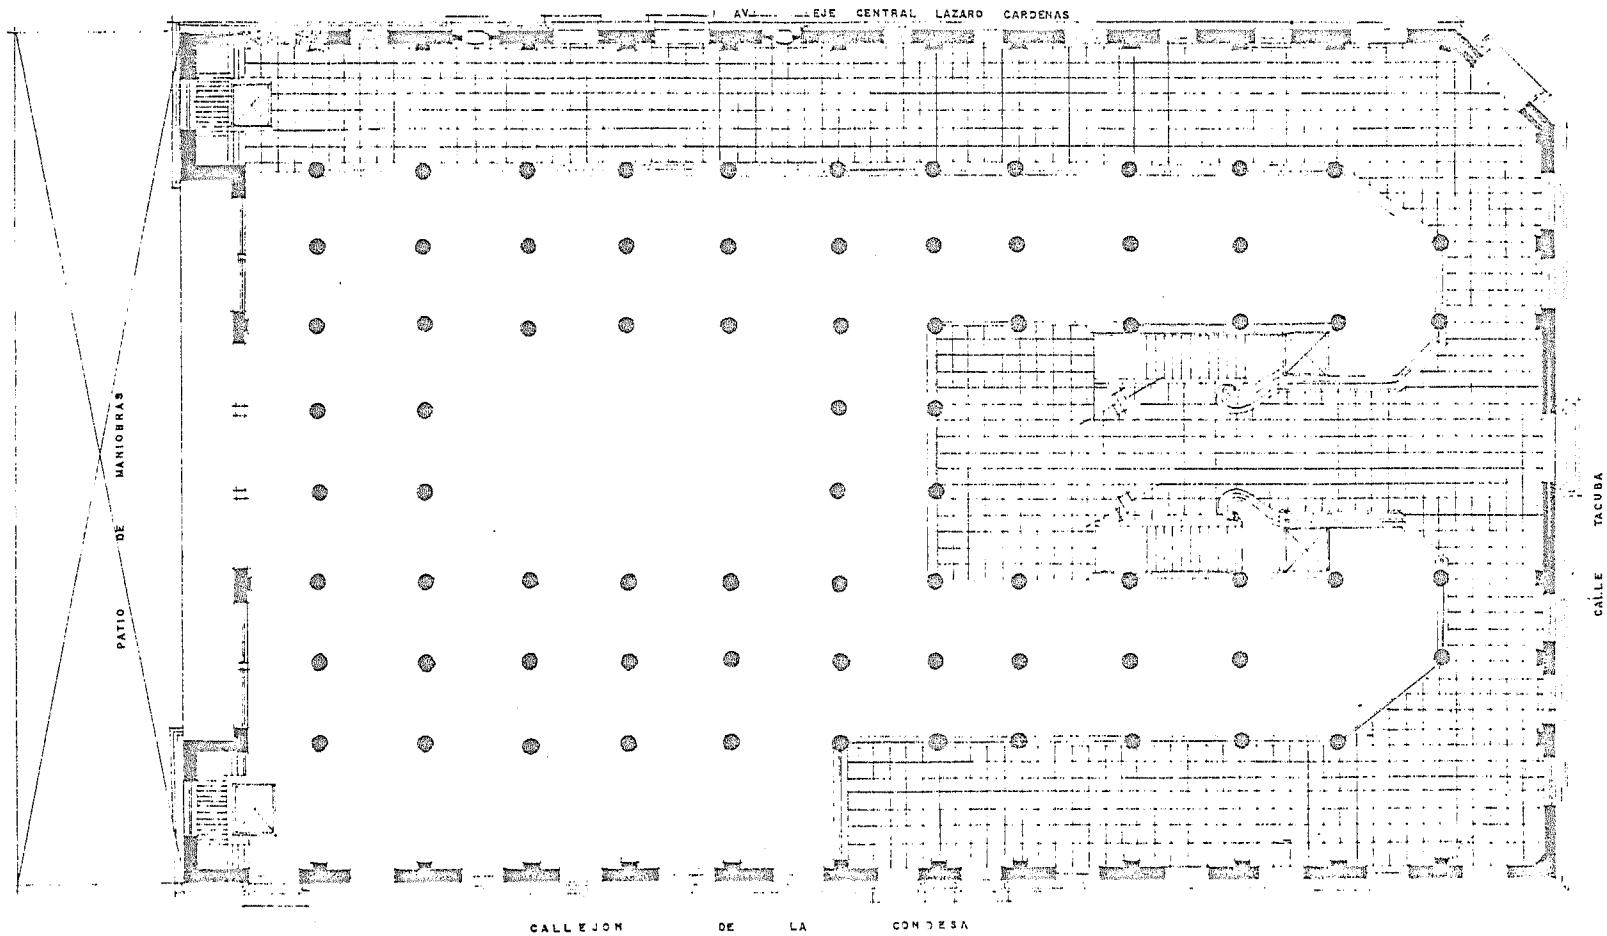 AV. EJE CENTRAL LAZARO CARDENAS
PATIO DE MANIOBRAS
CALLE TACUBA
CALLEJON DE LA CONDESA